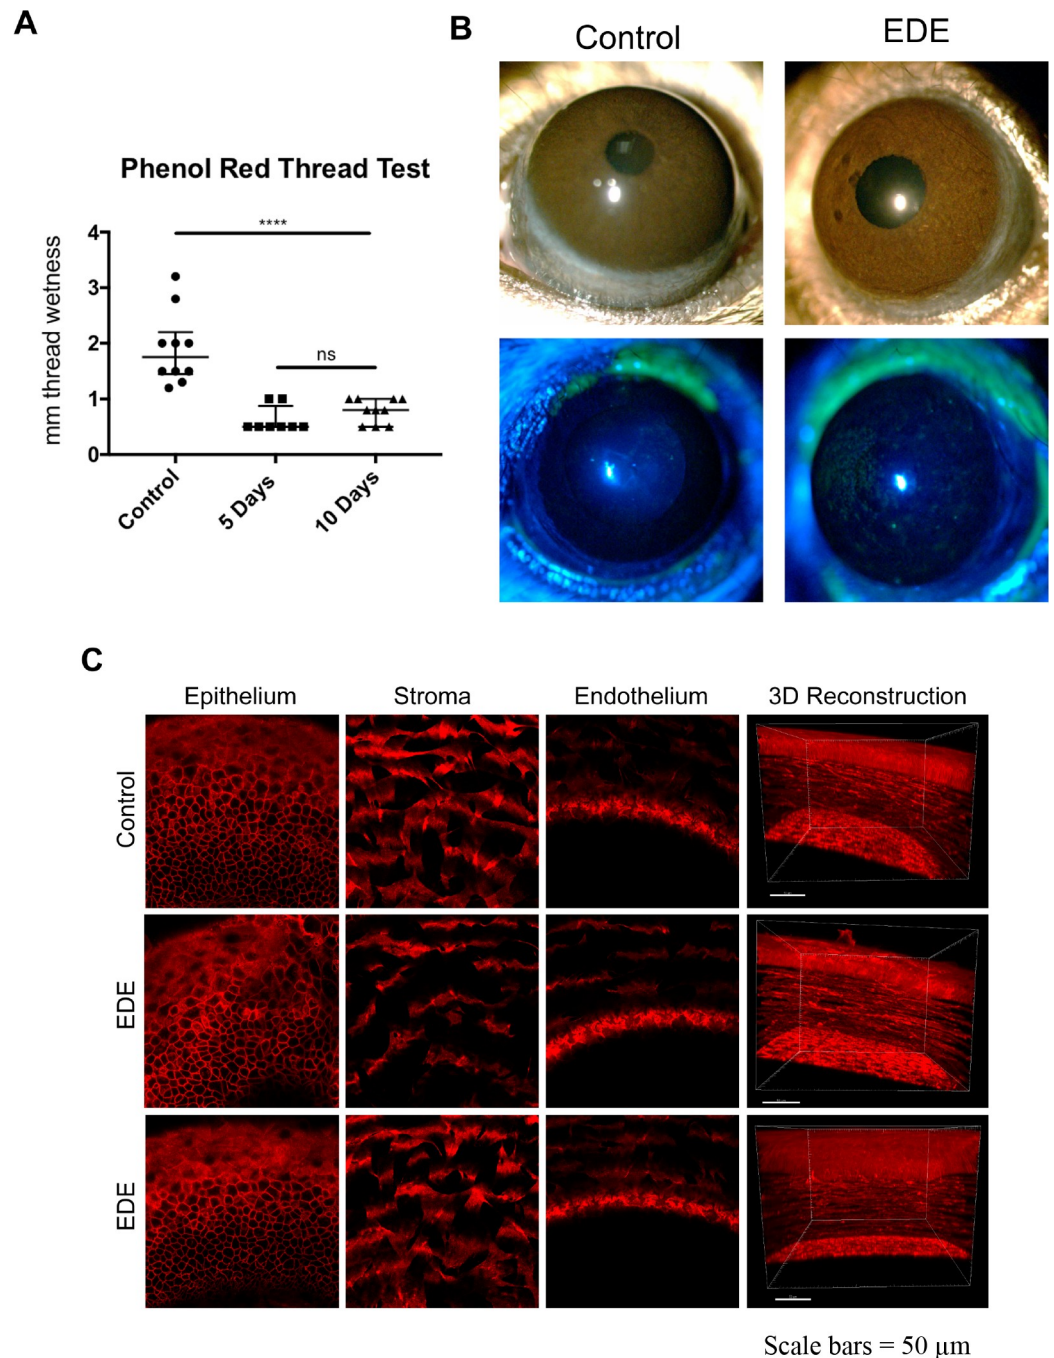 A
B
Control
EDE
Phenol Red Thread Test
****
ns
mm thread wetness
4
3
2
1
0
Control
5 Days
10 Days
C
Epithelium
Stroma
Endothelium
3D Reconstruction
Control
EDE
EDE
Scale bars = 50 µm